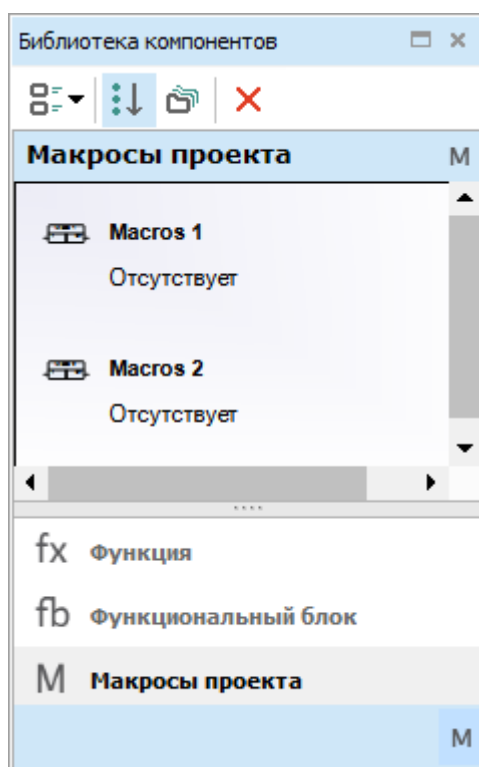 Библиотека компонентов
Макросы проекта M
Macros 1
Отсутствует
Macros 2
Отсутствует
fx Функция
fb Функциональный блок
M Макросы проекта
M